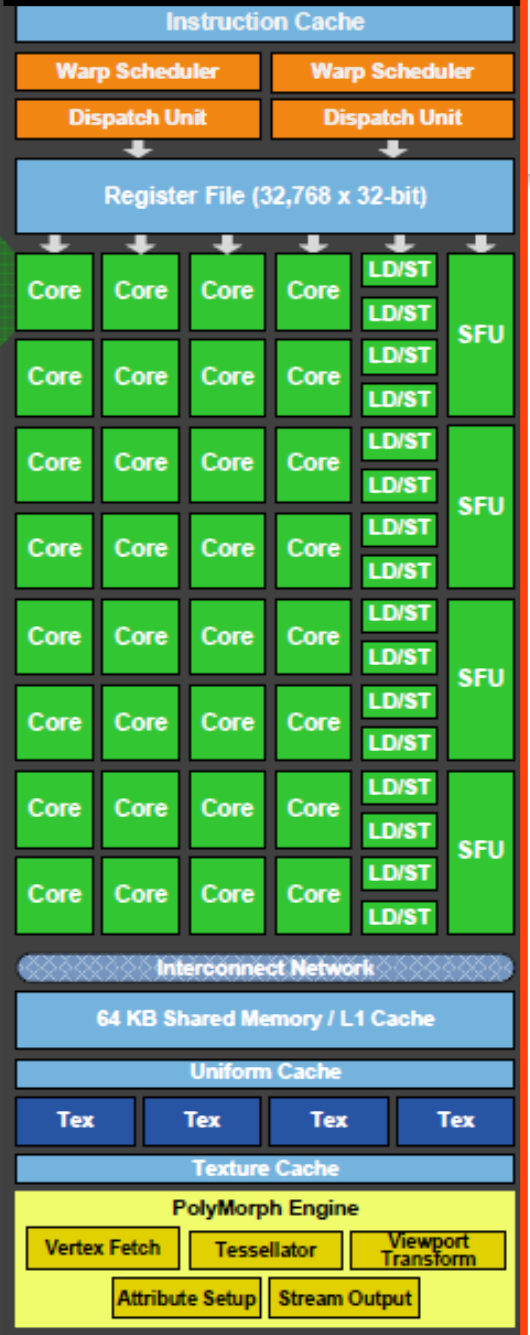 Instruction Cache
Warp Scheduler Warp Scheduler
Dispatch Unit Dispatch Unit
Register File (32,768 x 32-bit)
Core Core Core Core LD/ST SFU
LD/ST
Core Core Core Core LD/ST
LD/ST
Core Core Core Core LD/ST SFU
LD/ST
Core Core Core Core LD/ST
LD/ST
Core Core Core Core LD/ST SFU
LD/ST
Core Core Core Core LD/ST
LD/ST
Core Core Core Core LD/ST SFU
LD/ST
Core Core Core Core LD/ST
LD/ST
Interconnect Network
64 KB Shared Memory / L1 Cache
Uniform Cache
Tex Tex Tex Tex
Texture Cache
PolyMorph Engine
Vertex Fetch Tessellator Viewport
Transform
Attribute Setup Stream Output